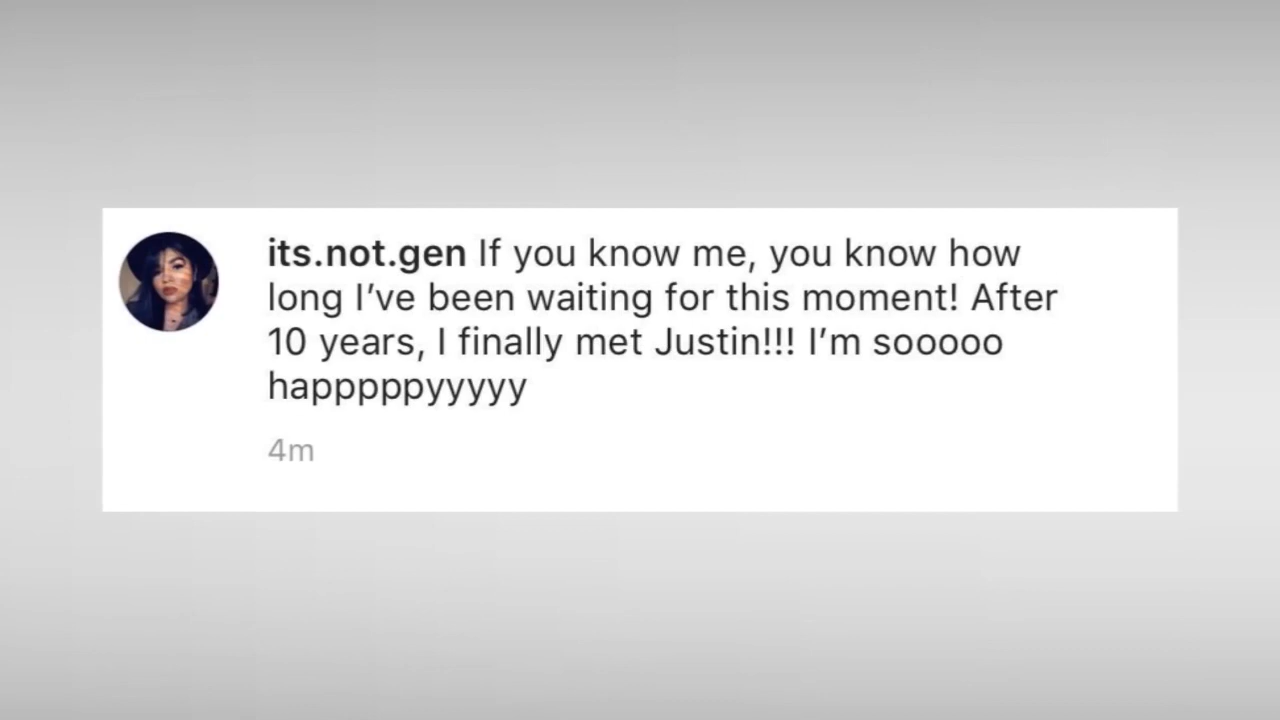 its.not.gen If you know me, you know how
long I’ve been waiting for this moment! After
10 years, I finally met Justin!!! I’m sooooo
happpppyyyyy
4m